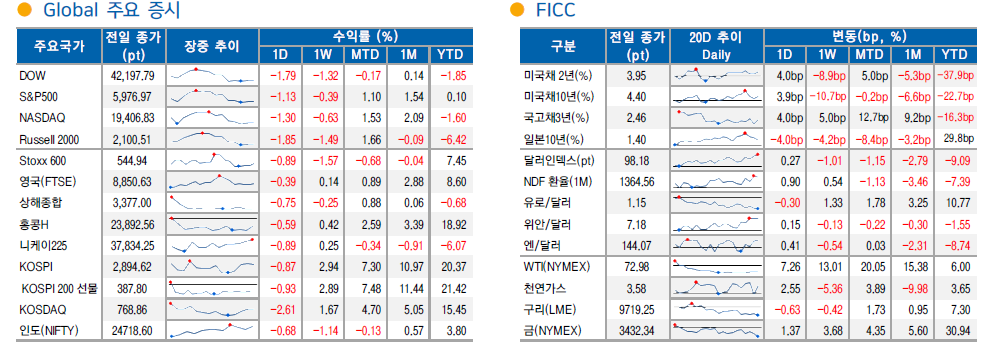 Global 주요 증시
주요국가 전일 종가 (pt) 장중 추이 수익률 (%)
1D 1W MTD 1M YTD
DOW 42,197.79 -1.79 -1.32 -0.17 0.14 -1.85
S&P500 5,976.97 -1.13 -0.39 1.10 1.54 0.10
NASDAQ 19,406.83 -1.30 -0.63 1.53 2.09 -1.60
Russell 2000 2,100.51 -1.85 -1.49 1.66 -0.09 -6.42
Stoxx 600 544.94 -0.89 -1.57 -0.68 -0.04 7.45
영국(FTSE) 8,850.63 -0.39 0.14 0.89 2.88 8.60
상해종합 3,377.00 -0.75 -0.25 0.88 0.06 -0.68
홍콩H 23,892.56 -0.59 0.42 2.59 3.39 18.92
니케이225 37,834.25 -0.89 0.25 -0.34 -0.91 -6.07
KOSPI 2,894.62 -0.87 2.94 7.30 10.97 20.37
KOSPI 200 선물 387.80 -0.93 2.89 7.48 11.44 21.42
KOSDAQ 768.86 -2.61 1.67 4.70 5.05 15.45
인도(NIFTY) 24718.60 -0.68 -1.14 -0.13 0.57 3.80
FICC
구분 전일 종가 (pt) 20D 추이 Daily 변동(bp, %)
1D 1W MTD 1M YTD
미국채 2년(%) 3.95 4.0bp -8.9bp 5.0bp -5.3bp -37.9bp
미국채10년(%) 4.40 3.9bp -10.7bp -0.2bp -6.6bp -22.7bp
국고채3년(%) 2.46 4.0bp 5.0bp 12.7bp 9.2bp -16.3bp
일본10년(%) 1.40 -4.0bp -4.2bp -8.4bp -3.2bp 29.8bp
달러인덱스(pt) 98.18 0.27 -1.01 -1.15 -2.79 -9.09
NDF 환율(1M) 1364.56 0.90 0.54 -1.13 -3.46 -7.39
유로/달러 1.15 -0.30 1.33 1.78 3.25 10.77
위안/달러 7.18 0.15 -0.13 -0.22 -0.30 -1.55
엔/달러 144.07 0.41 -0.54 0.03 -2.31 -8.74
WTI(NYMEX) 72.98 7.26 13.01 20.05 15.38 6.00
천연가스 3.58 2.55 -5.36 3.89 -9.98 3.65
구리(LME) 9719.25 -0.63 -0.42 1.73 0.95 7.30
금(NYMEX) 3432.34 1.37 3.68 4.35 5.60 30.94